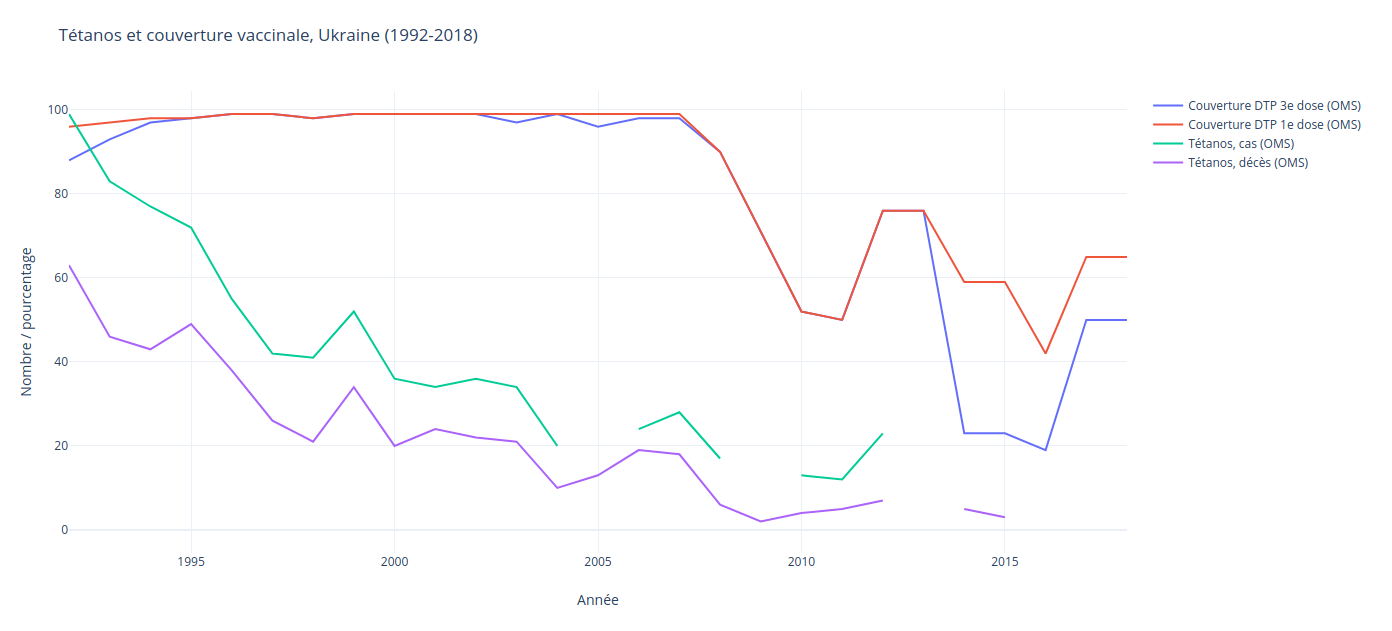 Tétanos et couverture vaccinale, Ukraine (1992-2018)
Couverture DTP 3e dose (OMS)
Couverture DTP 1e dose (OMS)
Tétanos, cas (OMS)
Tétanos, décès (OMS)
Nombre / pourcentage
100
80
60
40
20
0
1995
2000
2005
2010
2015
Année